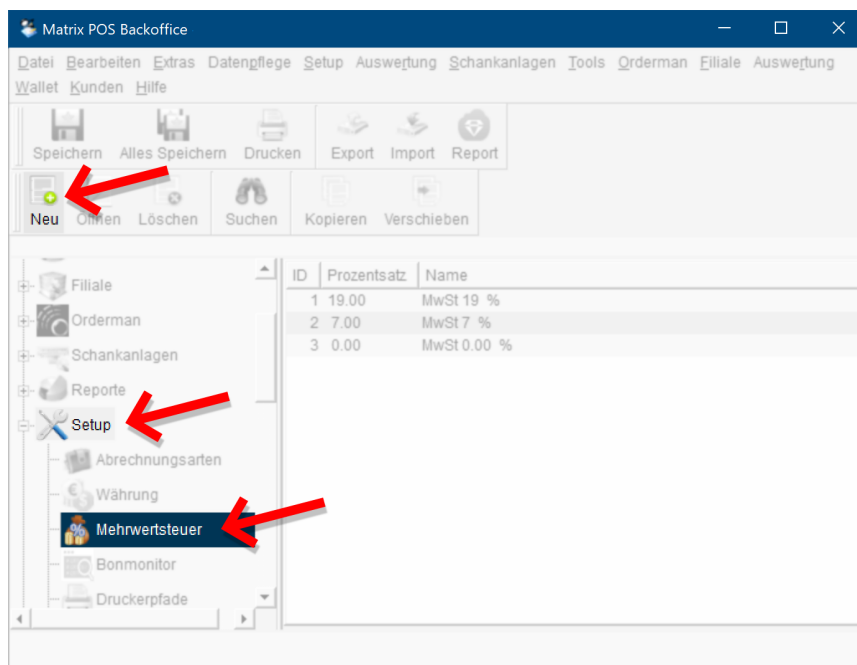 Matrix POS Backoffice
Datei Bearbeiten Extras Datenpflege Setup Auswertung Schankanlagen Tools Orderman Filiale Auswertung
Wallet Kunden Hilfe
Speichern Alles Speichern Drucken Export Import Report
Neu Öffnen Löschen Suchen Kopieren Verschieben
ID Prozentsatz Name
1 19.00 MwSt 19 %
2 7.00 MwSt 7 %
3 0.00 MwSt 0.00 %
Filiale
Orderman
Schankanlagen
Reporte
Setup
Abrechnungsarten
Währung
Mehrwertsteuer
Bonmonitor
Druckerpfade